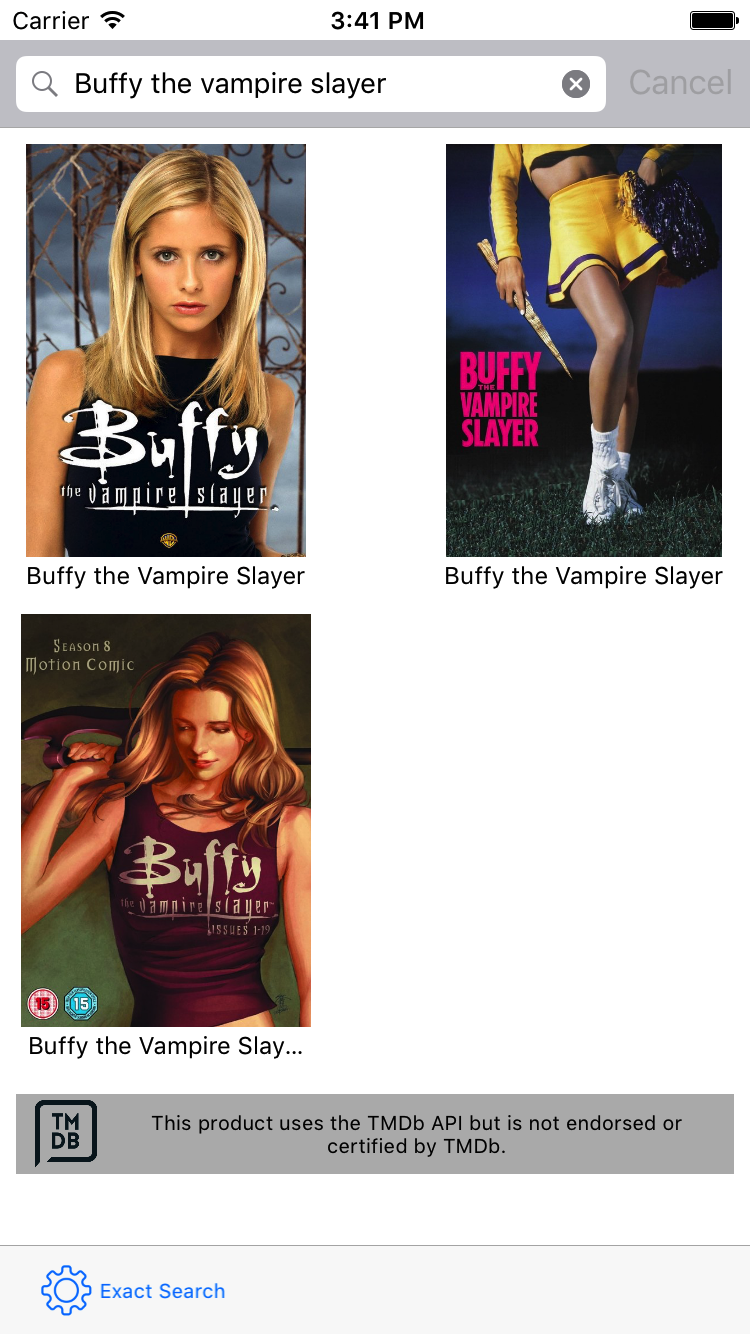 Carrier 3:41 PM
Buffy the vampire slayer Cancel
Buffy
the vampire slayer
BUFFY
THE
VAMPIRE
SLAYER
Buffy the Vampire Slayer Buffy the Vampire Slayer
SEASON 8
Motion Comic
Buffy
the vampire slayer
ISSUES 1-19
15 15
Buffy the Vampire Slay...
TM
DB
This product uses the TMDb API but is not endorsed or
certified by TMDb.
Exact Search